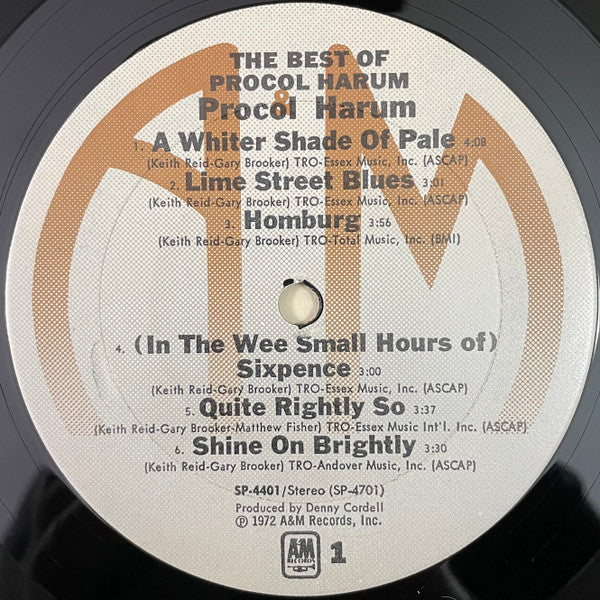 THE BEST OF
PROCOL HARUM
Procol Harum
1. A Whiter Shade Of Pale 4:08
(Keith Reid-Gary Brooker) TRO-Essex Music, Inc. (ASCAP)
2. Lime Street Blues 3:01
(Keith Reid-Gary Brooker) TRO-Essex Music, Inc. (ASCAP)
3. Homburg 3:56
(Keith Reid-Gary Brooker) TRO-Total Music, Inc. (BMI)
4. (In The Wee Small Hours of)
Sixpence 3:00
(Keith Reid-Gary Brooker) TRO-Essex Music, Inc. (ASCAP)
5. Quite Rightly So 3:37
(Keith Reid-Gary Brooker-Matthew Fisher) TRO-Essex Music Int'l. Inc. (ASCAP)
6. Shine On Brightly 3:30
(Keith Reid-Gary Brooker) TRO-Andover Music, Inc. (ASCAP)
SP-4401/Stereo (SP-4701)
Produced by Denny Cordell
℗ 1972 A&M Records, Inc.
A&M
RECORDS
1